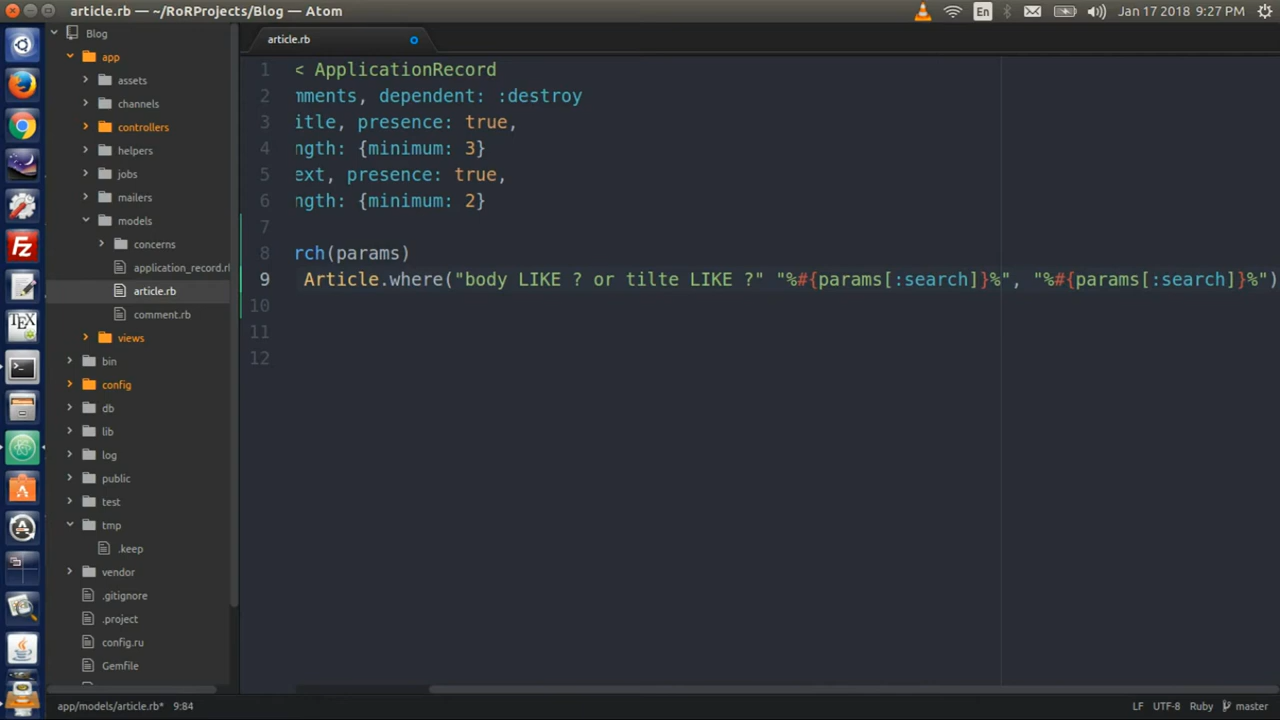 article.rb — ~/RoRProjects/Blog — Atom
En
Jan 17 2018 9:27 PM
Blog
app
assets
channels
controllers
helpers
jobs
mailers
models
concerns
application_record.r
article.rb
comment.rb
views
bin
config
db
lib
log
public
test
tmp
.keep
vendor
.gitignore
.project
config.ru
Gemfile
article.rb
1 < ApplicationRecord
2 mments, dependent: :destroy
3 itle, presence: true,
4 ngth: {minimum: 3}
5 ext, presence: true,
6 ngth: {minimum: 2}
7
8 rch(params)
9 Article.where("body LIKE ? or tilte LIKE ?" "%#{params[:search]}%", "%#{params[:search]}%")
10
11
12
app/models/article.rb* 9:84
LF UTF-8 Ruby master